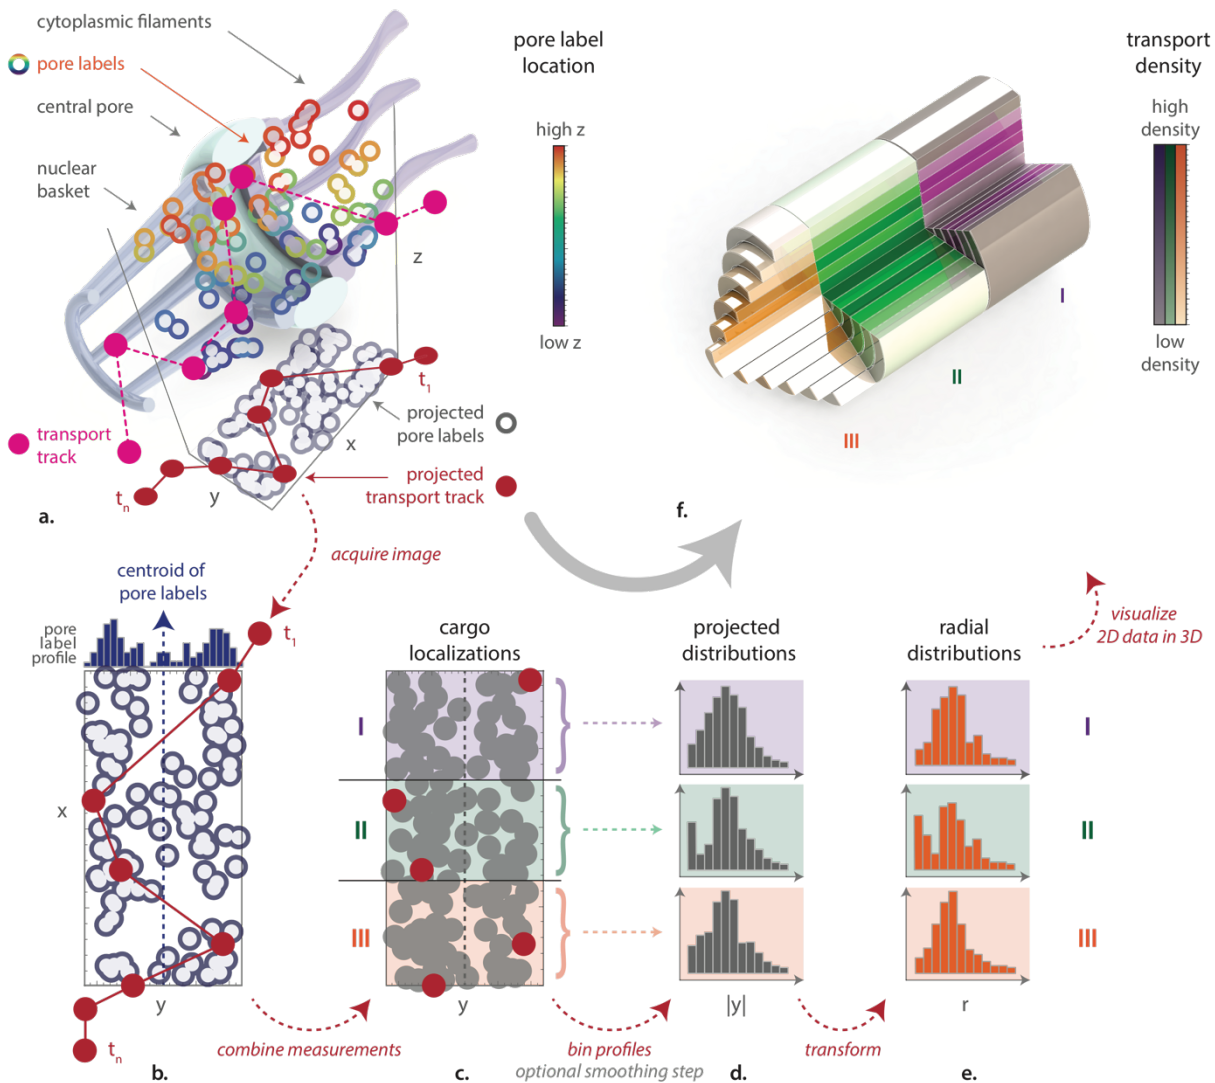 cytoplasmic filaments
pore labels
central pore
nuclear
basket
pore label
location
high z
low z
z
x
y
t1
tn
projected
pore labels
transport
track
projected
transport track
a.
transport
density
high
density
low
density
I
II
III
f.
acquire image
centroid of
pore labels
pore
label
profile
t1
x
y
tn
b.
combine measurements
cargo
localizations
I
II
III
y
c.
bin profiles
optional smoothing step
projected
distributions
|y|
d.
transform
radial
distributions
I
II
III
r
e.
visualize
2D data in 3D